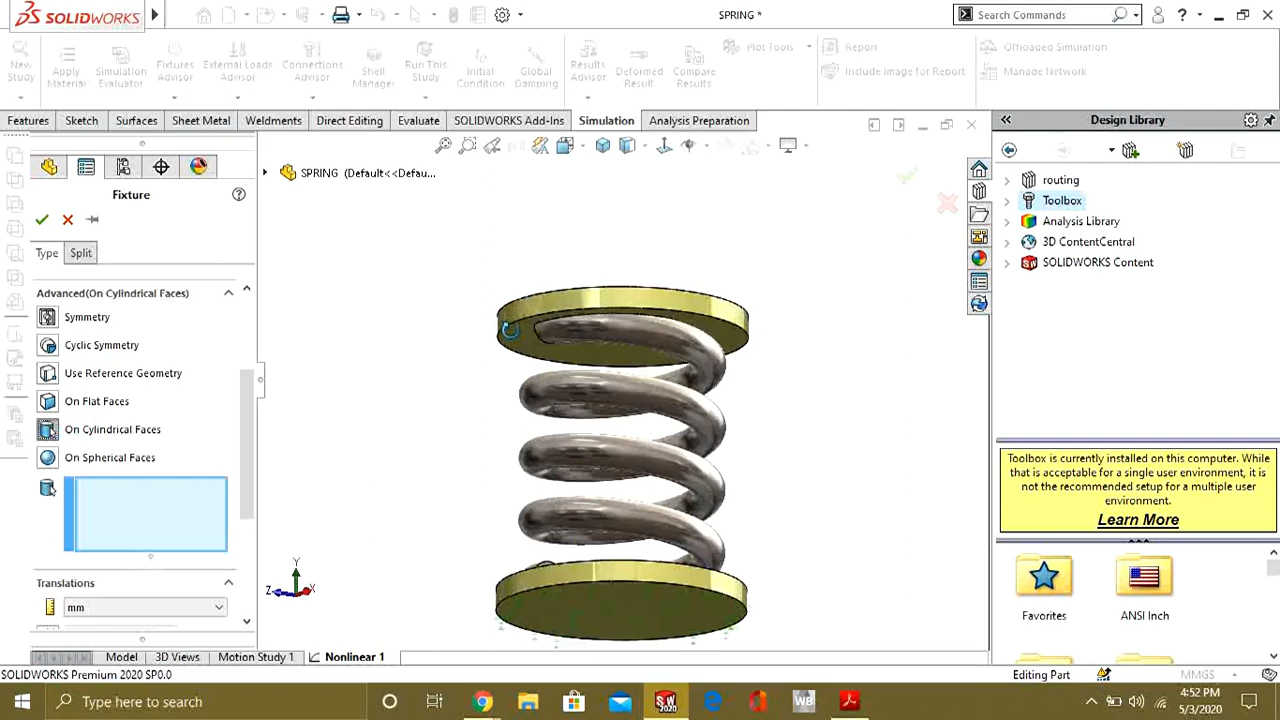 SOLIDWORKS
SPRING *
Search Commands
New Study
Apply Material
Simulation Evaluator
Fixtures Advisor
External Loads Advisor
Connections Advisor
Shell Manager
Run This Study
Initial Condition
Global Damping
Results Advisor
Deformed Result
Compare Results
Plot Tools
Report
Include Image for Report
Offloaded Simulation
Manage Network
Features
Sketch
Surfaces
Sheet Metal
Weldments
Direct Editing
Evaluate
SOLIDWORKS Add-Ins
Simulation
Analysis Preparation
Design Library
Fixture
Type
Split
Advanced(On Cylindrical Faces)
Symmetry
Cyclic Symmetry
Use Reference Geometry
On Flat Faces
On Cylindrical Faces
On Spherical Faces
Translations
mm
SPRING (Default<<Defau...
Y
Z
X
routing
Toolbox
Analysis Library
3D ContentCentral
SOLIDWORKS Content
Toolbox is currently installed on this computer. While
that is acceptable for a single user environment, it is
not the recommended setup for a multiple user
environment.
Learn More
Favorites
ANSI Inch
Model
3D Views
Motion Study 1
Nonlinear 1
SOLIDWORKS Premium 2020 SP0.0
Editing Part
MMGS
Type here to search
SW
2020
WB
4:52 PM
5/3/2020